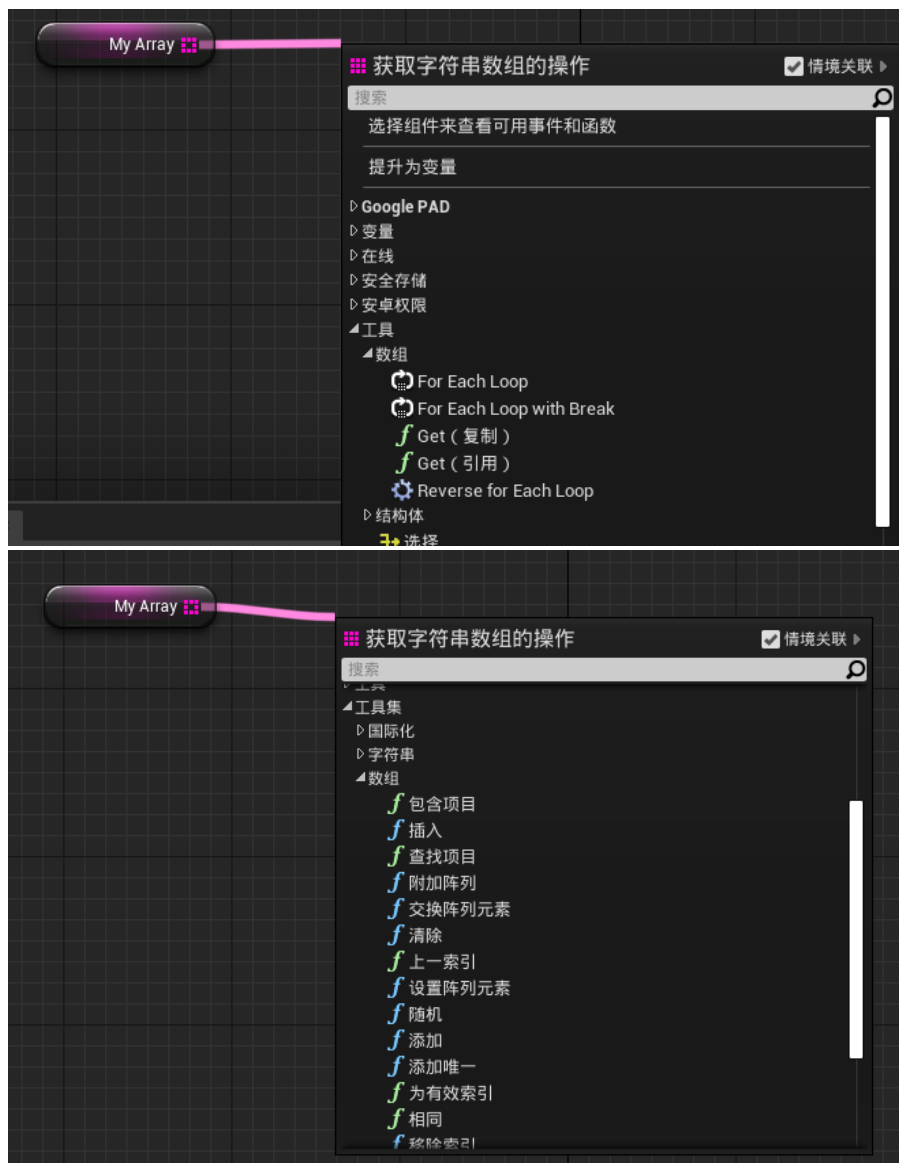 My Array
获取字符串数组的操作
情境关联
搜索
选择组件来查看可用事件和函数
提升为变量
Google PAD
变量
在线
安全存储
安卓权限
工具
数组
For Each Loop
For Each Loop with Break
Get（复制）
Get（引用）
Reverse for Each Loop
结构体
选择
My Array
获取字符串数组的操作
情境关联
搜索
工具
工具集
国际化
字符串
数组
包含项目
插入
查找项目
附加阵列
交换阵列元素
清除
上一索引
设置阵列元素
随机
添加
添加唯一
为有效索引
相同
移除索引